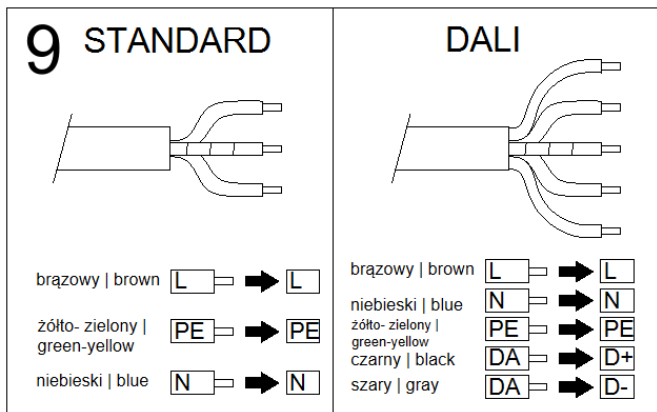 9 STANDARD
brązowy | brown L L
żółto- zielony |
green-yellow PE PE
niebieski | blue N N
DALI
brązowy | brown L L
niebieski | blue N N
żółto- zielony |
green-yellow PE PE
czarny | black DA D+
szary | gray DA D-